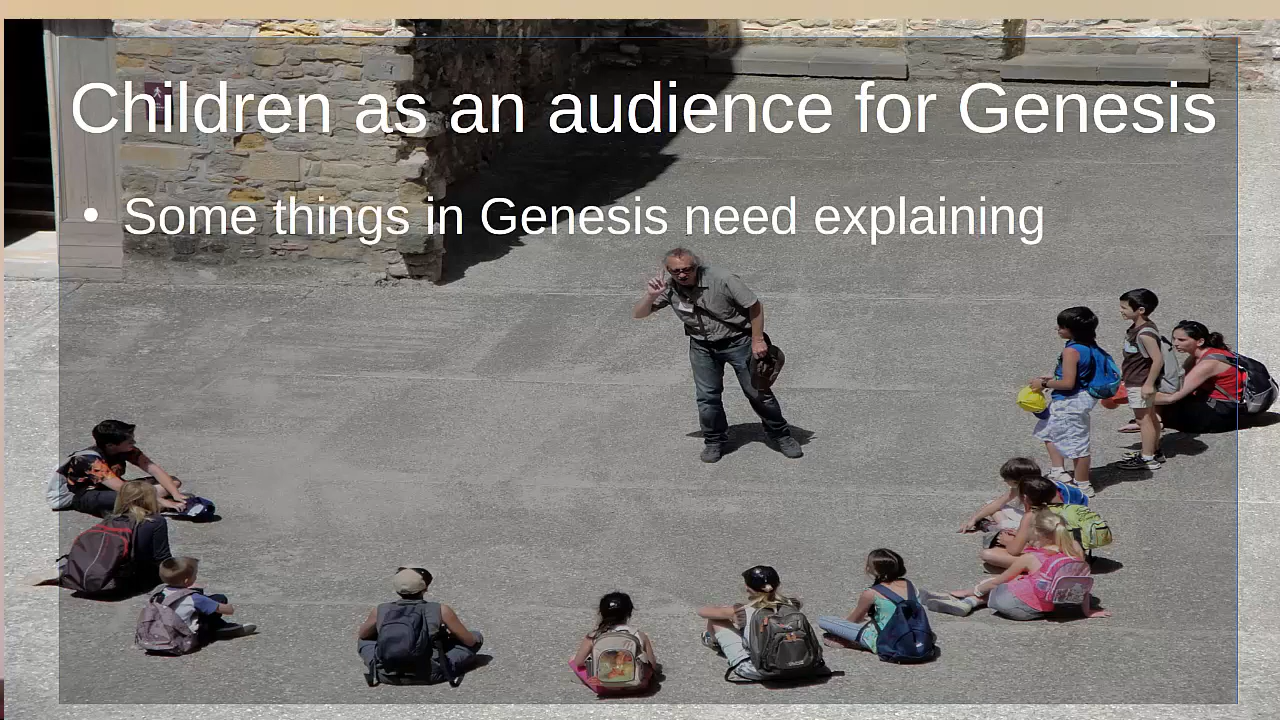 Children as an audience for Genesis
• Some things in Genesis need explaining